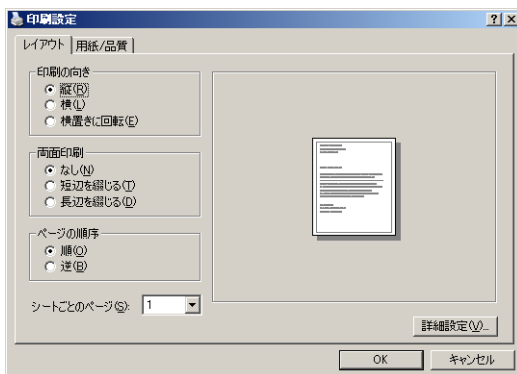 印刷設定
レイアウト 用紙/品質
印刷の向き
縦(R)
横(L)
横置きに回転(E)
両面印刷
なし(N)
短辺を綴じる(T)
長辺を綴じる(D)
ページの順序
順(O)
逆(B)
シートごとのページ(S): 1
詳細設定(V)...
OK キャンセル